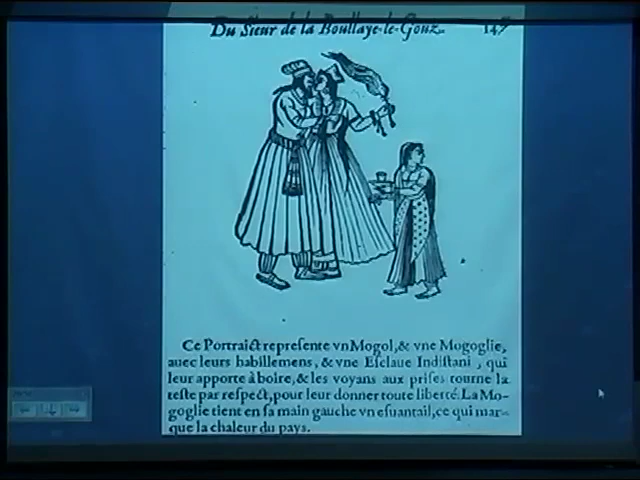 Du Sieur de la Boullaye-le-Gouz. 147
Ce Portraict represente vn Mogol, & vne Mogoglie,
auec leurs habillemens, & vne Esclaue Indistani, qui
leur apporte à boire, & les voyans aux prises tourne la
teste par respect, pour leur donner toute liberté. La Mo-
goglie tient en sa main gauche vn esuantail, ce qui mar-
que la chaleur du pays.